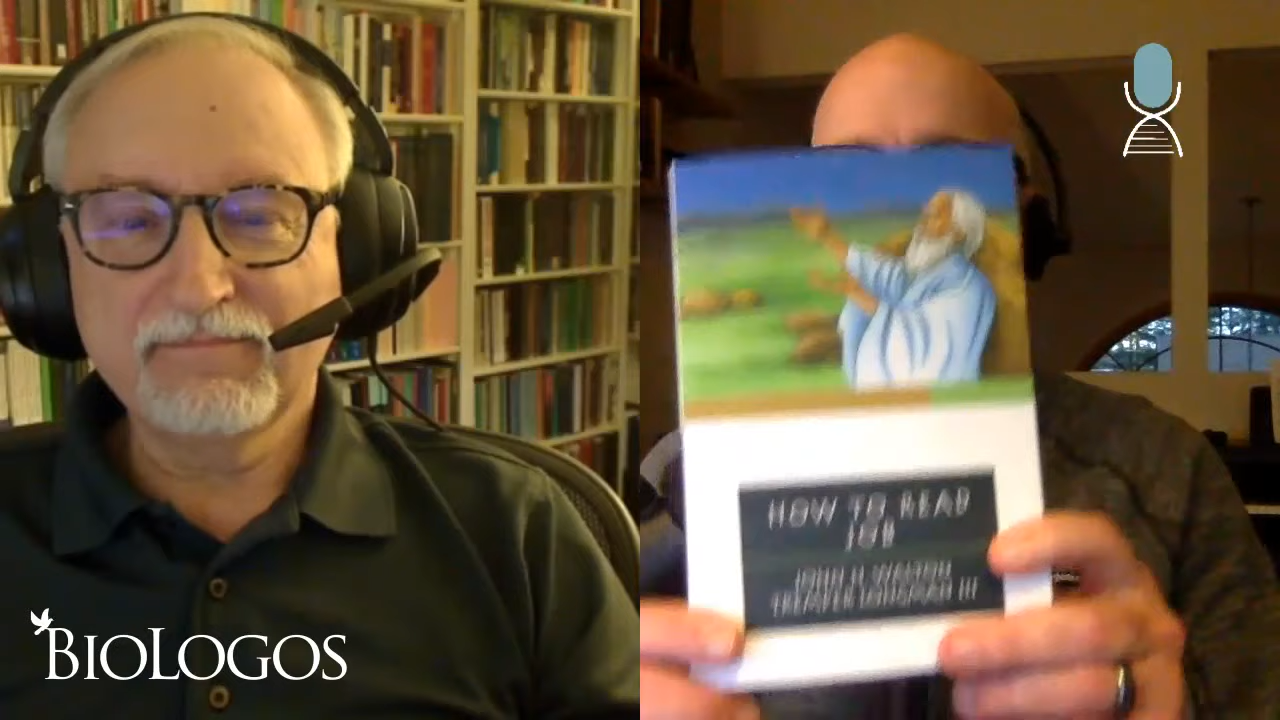 HOW TO READ
JOB
JOHN H. WALTON
TREMPER LONGMAN III
BIOLOGOS